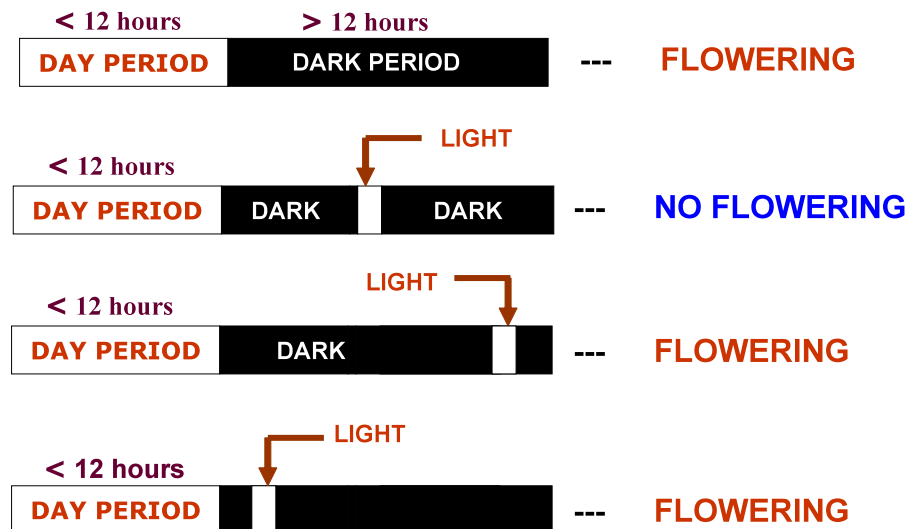 < 12 hours > 12 hours
DAY PERIOD DARK PERIOD --- FLOWERING
LIGHT
< 12 hours
DAY PERIOD DARK DARK --- NO FLOWERING
LIGHT
< 12 hours
DAY PERIOD DARK --- FLOWERING
LIGHT
< 12 hours
DAY PERIOD --- FLOWERING